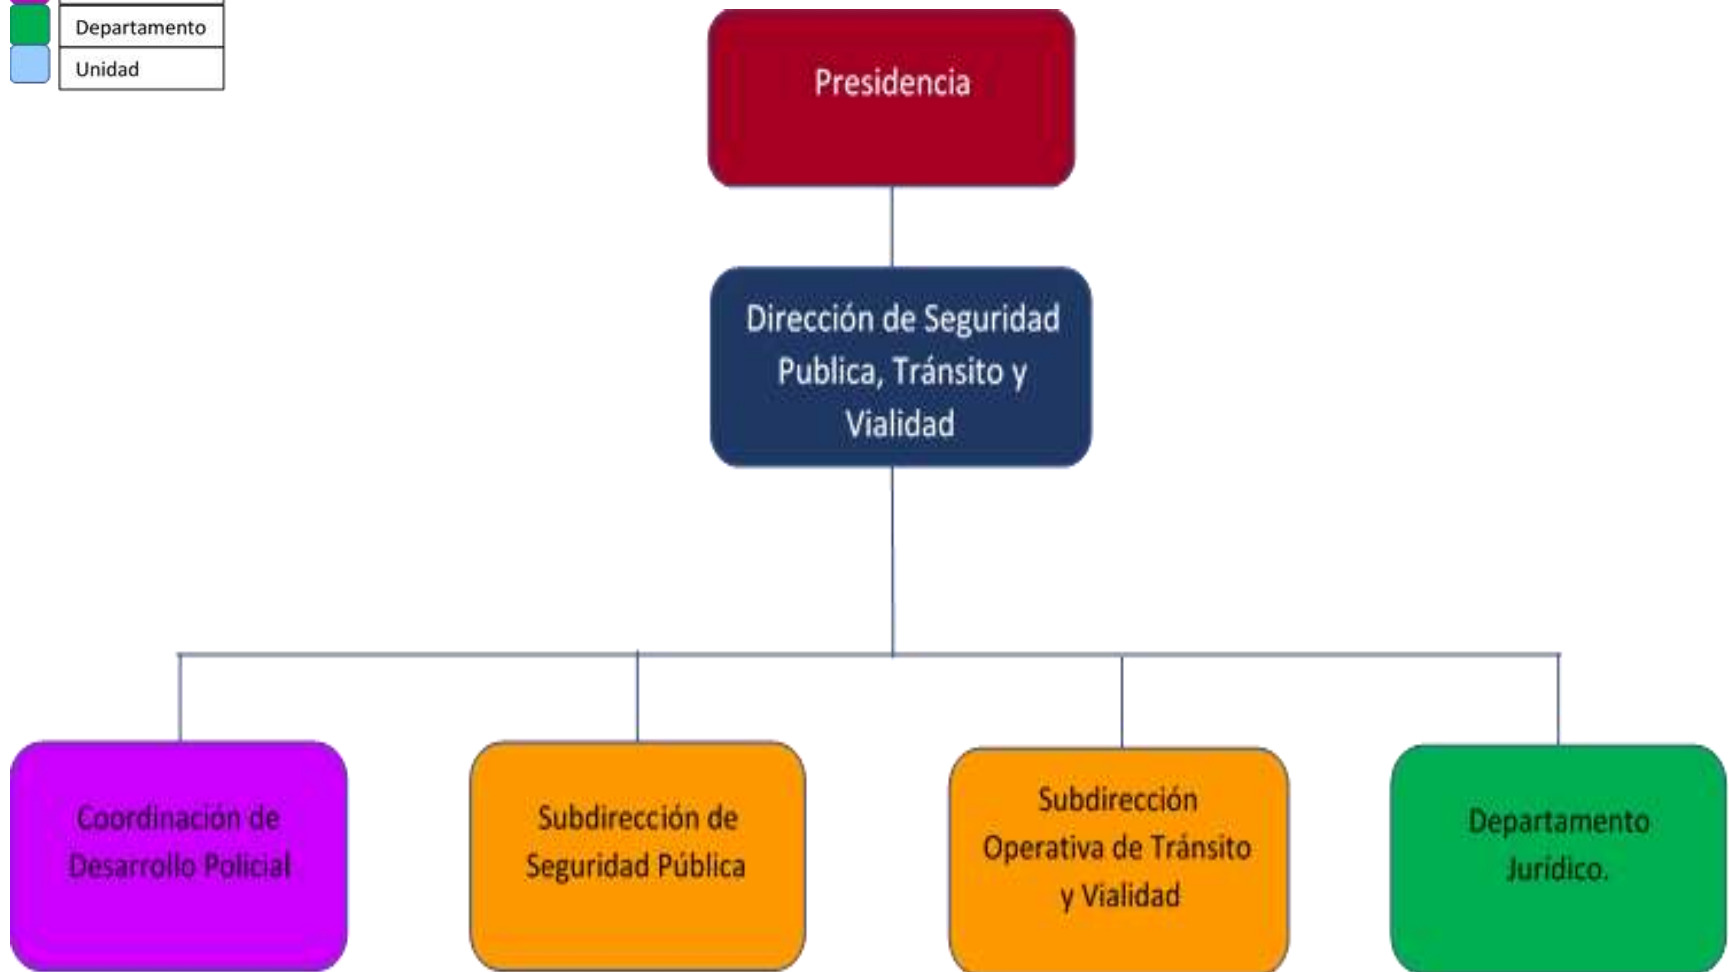 Departamento
Unidad
Presidencia
Dirección de Seguridad
Publica, Tránsito y
Vialidad
Coordinación de
Desarrollo Policial
Subdirección de
Seguridad Pública
Subdirección
Operativa de Tránsito
y Vialidad
Departamento
Jurídico.